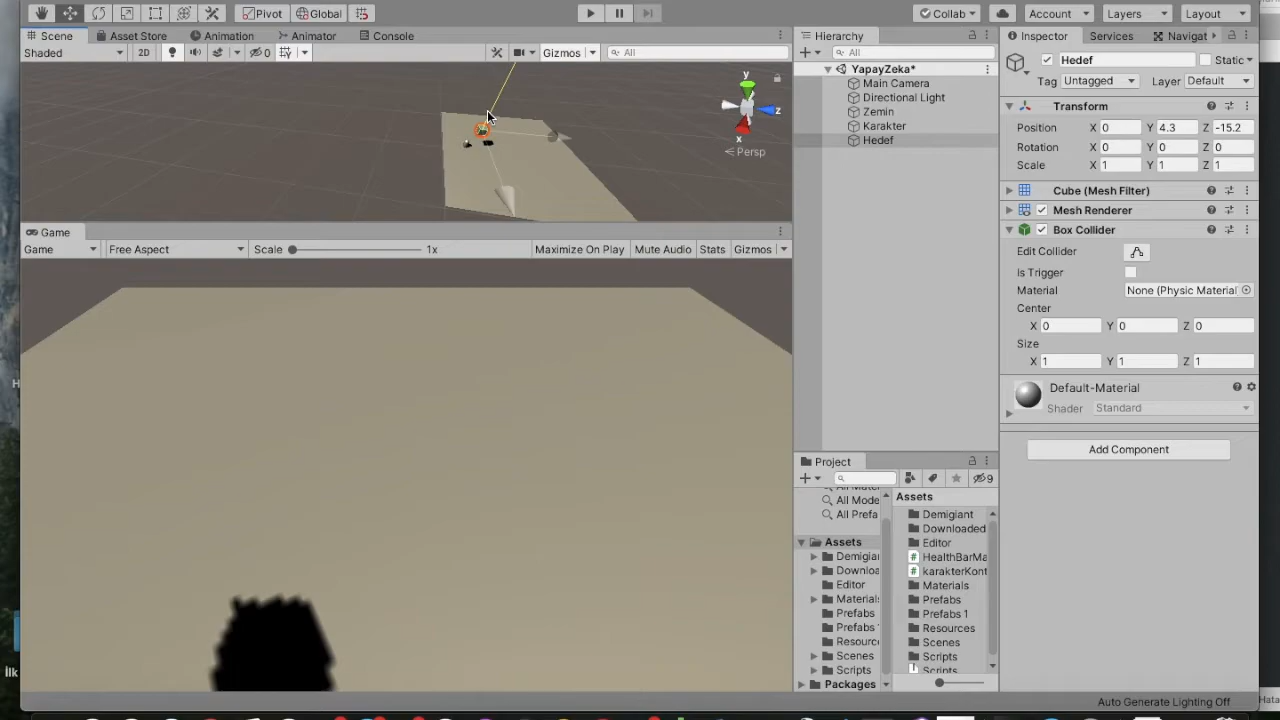 Pivot Global Collab Account Layers Layout
Scene Asset Store Animation Animator Console
Shaded 2D 0 Gizmos All
y
z
x
Persp
Game
Game Free Aspect Scale 1x Maximize On Play Mute Audio Stats Gizmos
Hierarchy
All
YapayZeka*
Main Camera
Directional Light
Zemin
Karakter
Hedef
Project
9
All Mode
All Prefa
Assets
Demigia
Downloa
Editor
Material
Prefabs
Prefabs
Resourc
Scenes
Scripts
Packages
Assets
Demigiant
Downloaded
Editor
HealthBarMa
karakterKont
Materials
Prefabs
Prefabs 1
Resources
Scenes
Scripts
Scripts
Inspector Services Navigat
Hedef Static
Tag Untagged Layer Default
Transform
Position X 0 Y 4.3 Z -15.2
Rotation X 0 Y 0 Z 0
Scale X 1 Y 1 Z 1
Cube (Mesh Filter)
Mesh Renderer
Box Collider
Edit Collider
Is Trigger
Material None (Physic Material
Center
X 0 Y 0 Z 0
Size
X 1 Y 1 Z 1
Default-Material
Shader Standard
Add Component
Auto Generate Lighting Off
H
İlk
Hata